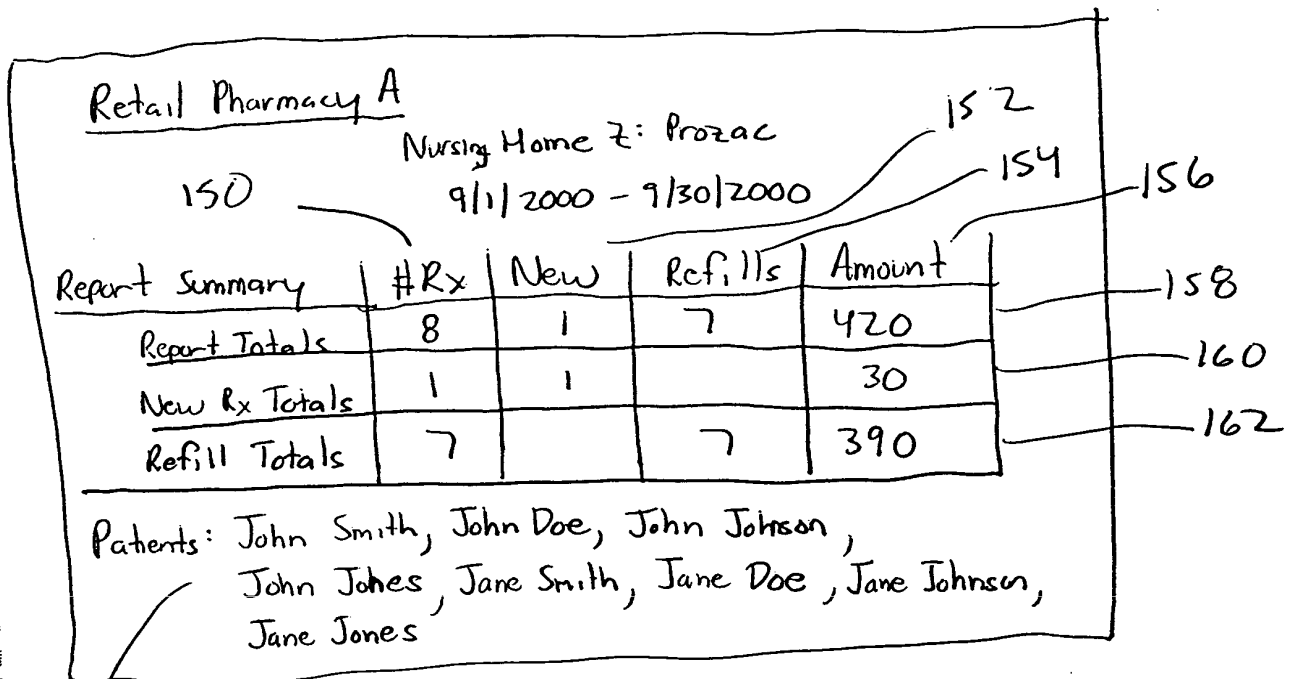 Retail Pharmacy A
152
Nursing Home Z: Prozac
154
150
9/1/2000 - 9/30/2000
156
Report Summary #Rx New Refills Amount
158
Report Totals 8 1 7 420
160
New Rx Totals 1 1 30
162
Refill Totals 7 7 390
Patients: John Smith, John Doe, John Johnson,
John Jones, Jane Smith, Jane Doe, Jane Johnson,
Jane Jones